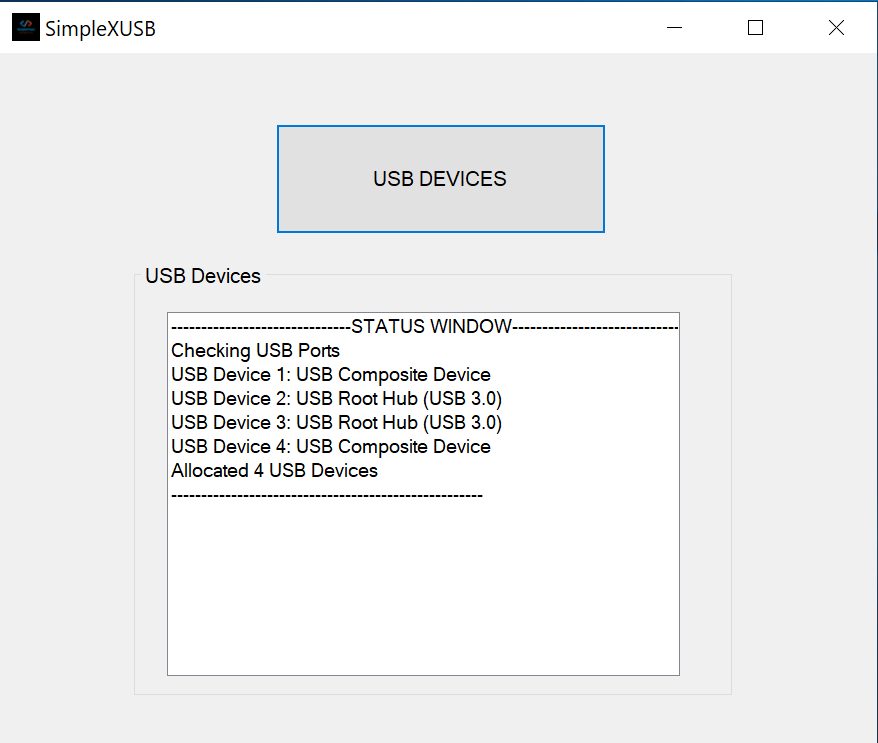 SimpleXUSB
USB DEVICES
USB Devices
------------------------------STATUS WINDOW----------------------------
Checking USB Ports
USB Device 1: USB Composite Device
USB Device 2: USB Root Hub (USB 3.0)
USB Device 3: USB Root Hub (USB 3.0)
USB Device 4: USB Composite Device
Allocated 4 USB Devices
----------------------------------------------------